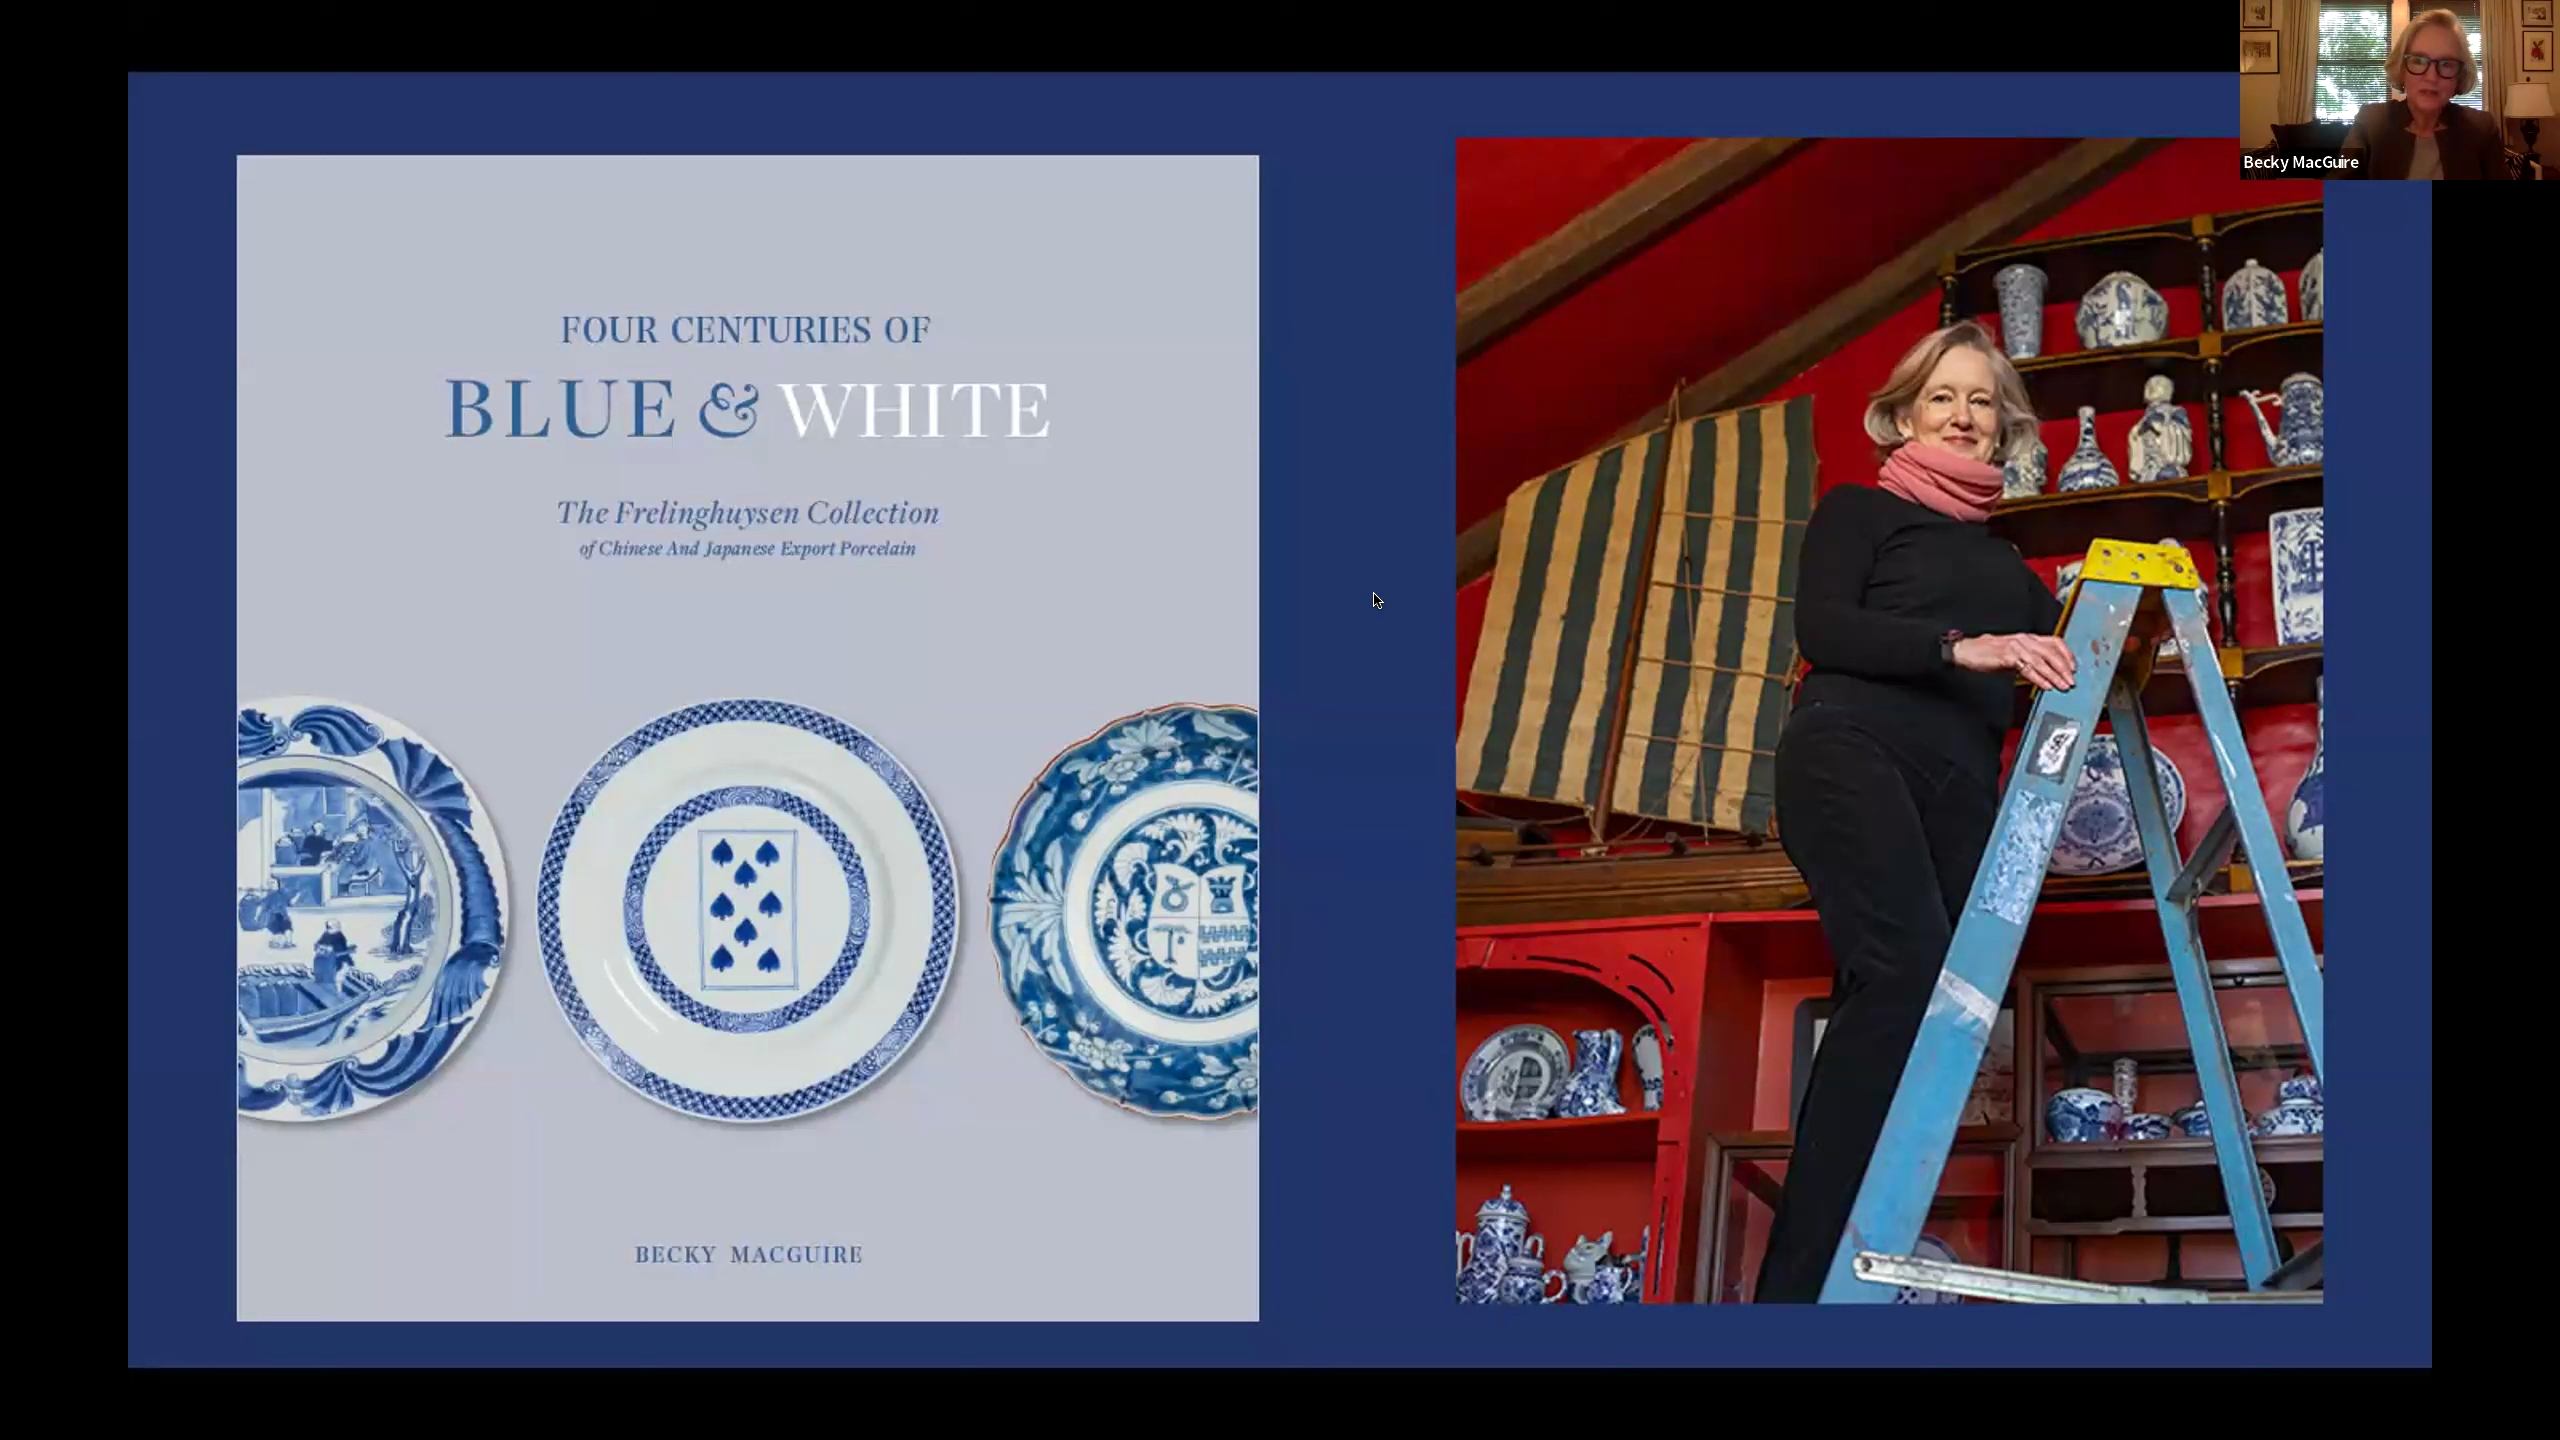 FOUR CENTURIES OF
BLUE & WHITE
The Frelinghuysen Collection
of Chinese And Japanese Export Porcelain
BECKY MACGUIRE
Becky MacGuire